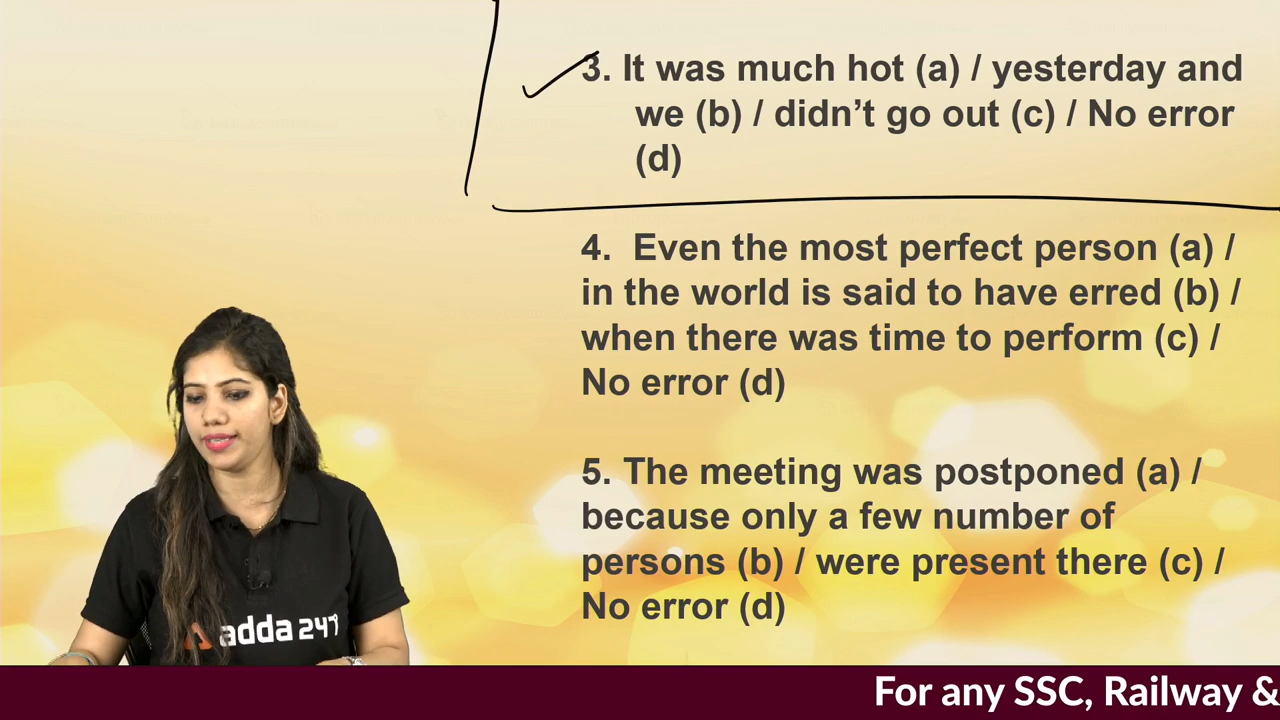 3. It was much hot (a) / yesterday and
we (b) / didn’t go out (c) / No error
(d)
4. Even the most perfect person (a) /
in the world is said to have erred (b) /
when there was time to perform (c) /
No error (d)
5. The meeting was postponed (a) /
because only a few number of
persons (b) / were present there (c) /
No error (d)
adda 247
For any SSC, Railway &